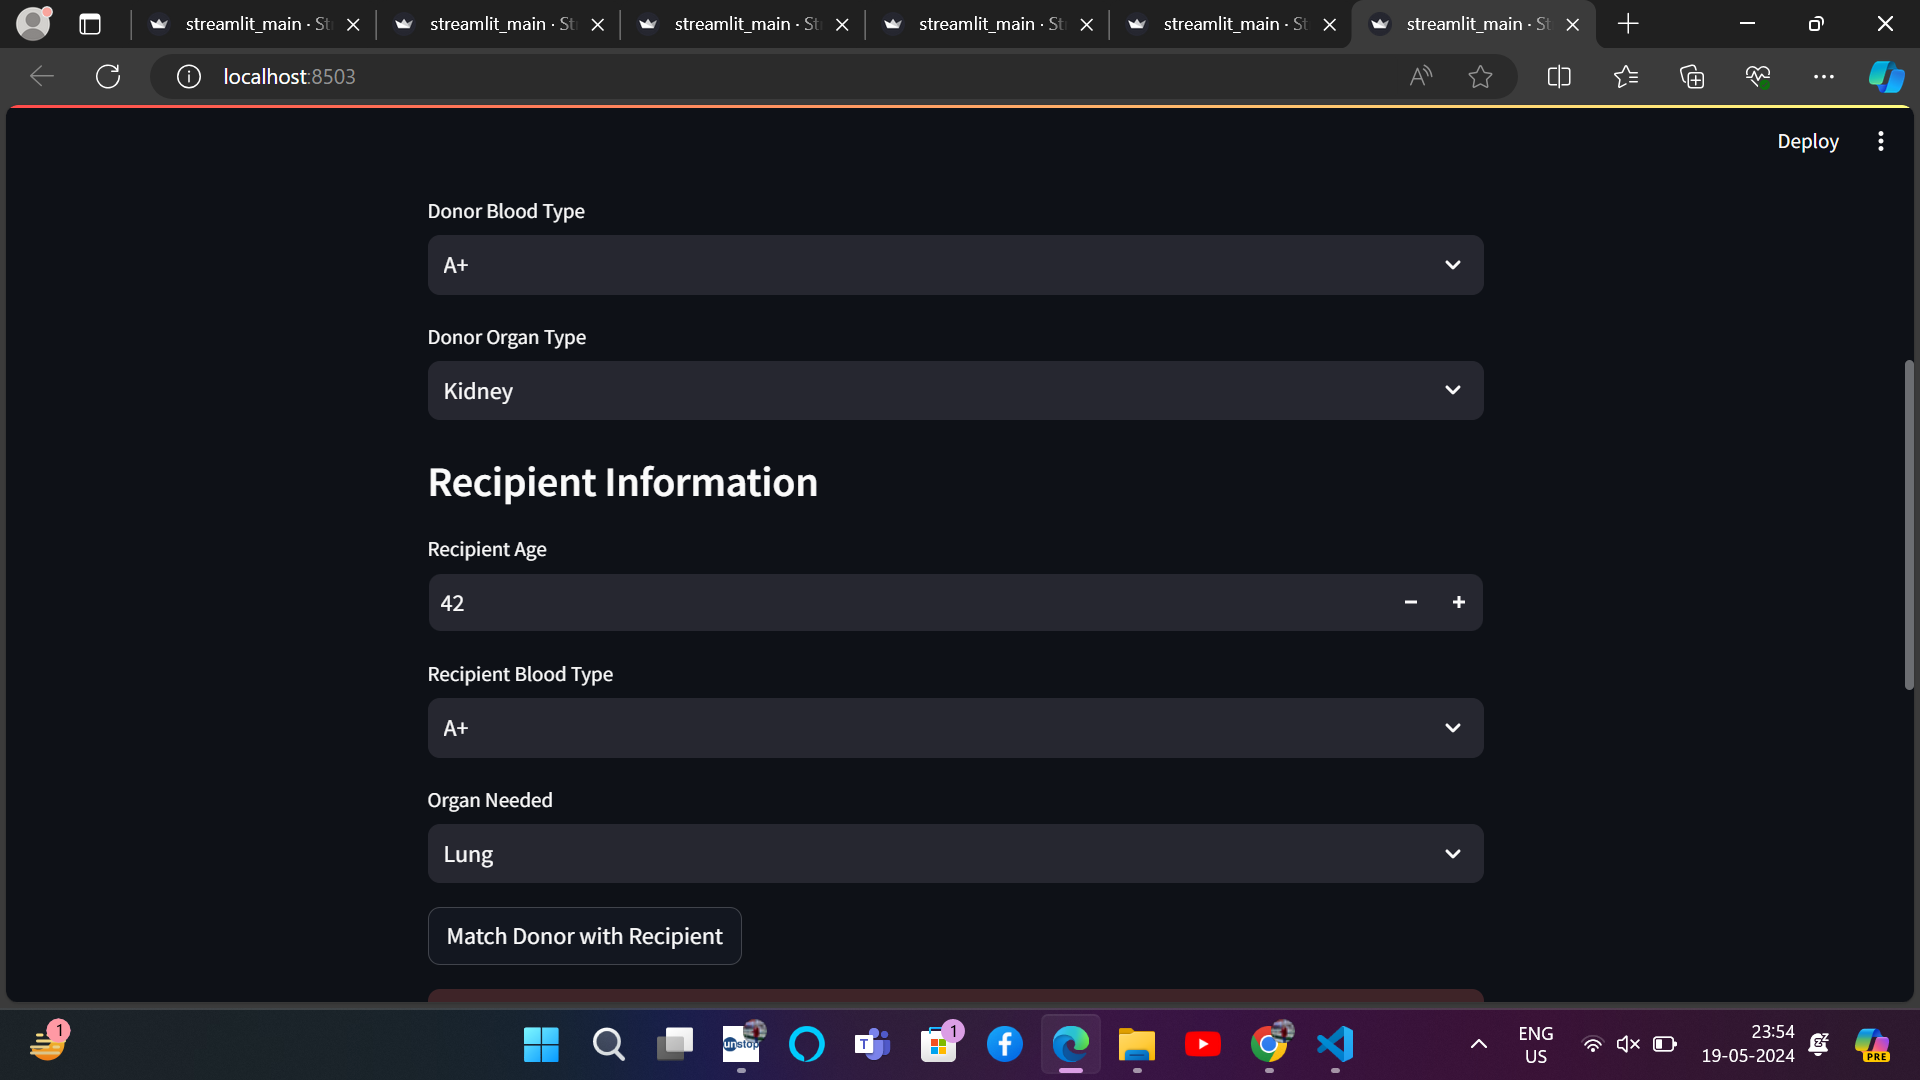 streamlit_main · St
streamlit_main · St
streamlit_main · St
streamlit_main · St
streamlit_main · St
streamlit_main · St
localhost:8503
Deploy
Donor Blood Type
A+
Donor Organ Type
Kidney
Recipient Information
Recipient Age
42
Recipient Blood Type
A+
Organ Needed
Lung
Match Donor with Recipient
1
unstop
T
1
ENG
US
23:54
19-05-2024
PRE